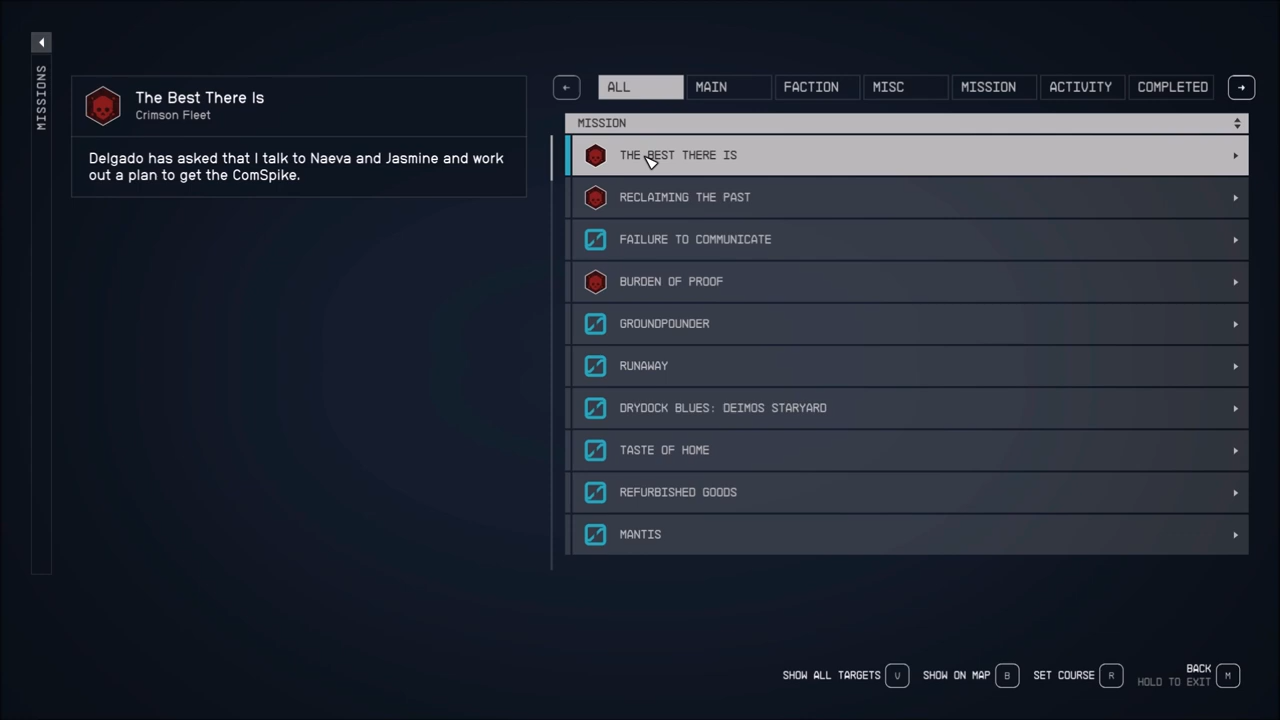 MISSIONS
The Best There Is
Crimson Fleet
Delgado has asked that I talk to Naeva and Jasmine and work
out a plan to get the ComSpike.
ALL
MAIN
FACTION
MISC
MISSION
ACTIVITY
COMPLETED
MISSION
THE BEST THERE IS
RECLAIMING THE PAST
FAILURE TO COMMUNICATE
BURDEN OF PROOF
GROUNDPOUNDER
RUNAWAY
DRYDOCK BLUES: DEIMOS STARYARD
TASTE OF HOME
REFURBISHED GOODS
MANTIS
SHOW ALL TARGETS V
SHOW ON MAP B
SET COURSE R
BACK M
HOLD TO EXIT